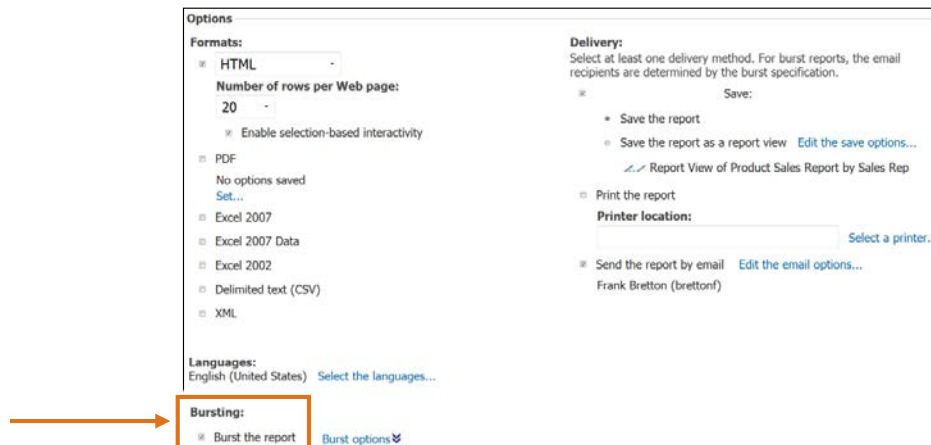 Options
Formats:
HTML
Number of rows per Web page:
20
Enable selection-based interactivity
PDF
No options saved
Set...
Excel 2007
Excel 2007 Data
Excel 2002
Delimited text (CSV)
XML
Delivery:
Select at least one delivery method. For burst reports, the email
recipients are determined by the burst specification.
Save:
Save the report
Save the report as a report view Edit the save options...
Report View of Product Sales Report by Sales Rep
Print the report
Printer location:
Select a printer.
Send the report by email Edit the email options...
Frank Bretton (brettonf)
Languages:
English (United States) Select the languages...
Bursting:
Burst the report Burst options